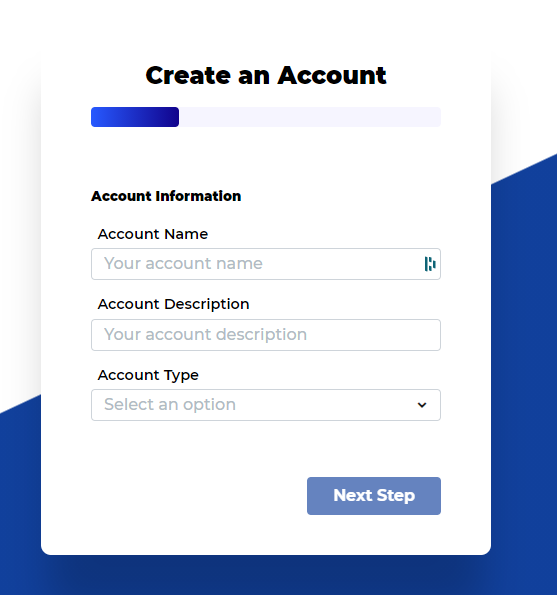 Create an Account
Account Information
Account Name
Your account name
Account Description
Your account description
Account Type
Select an option
Next Step